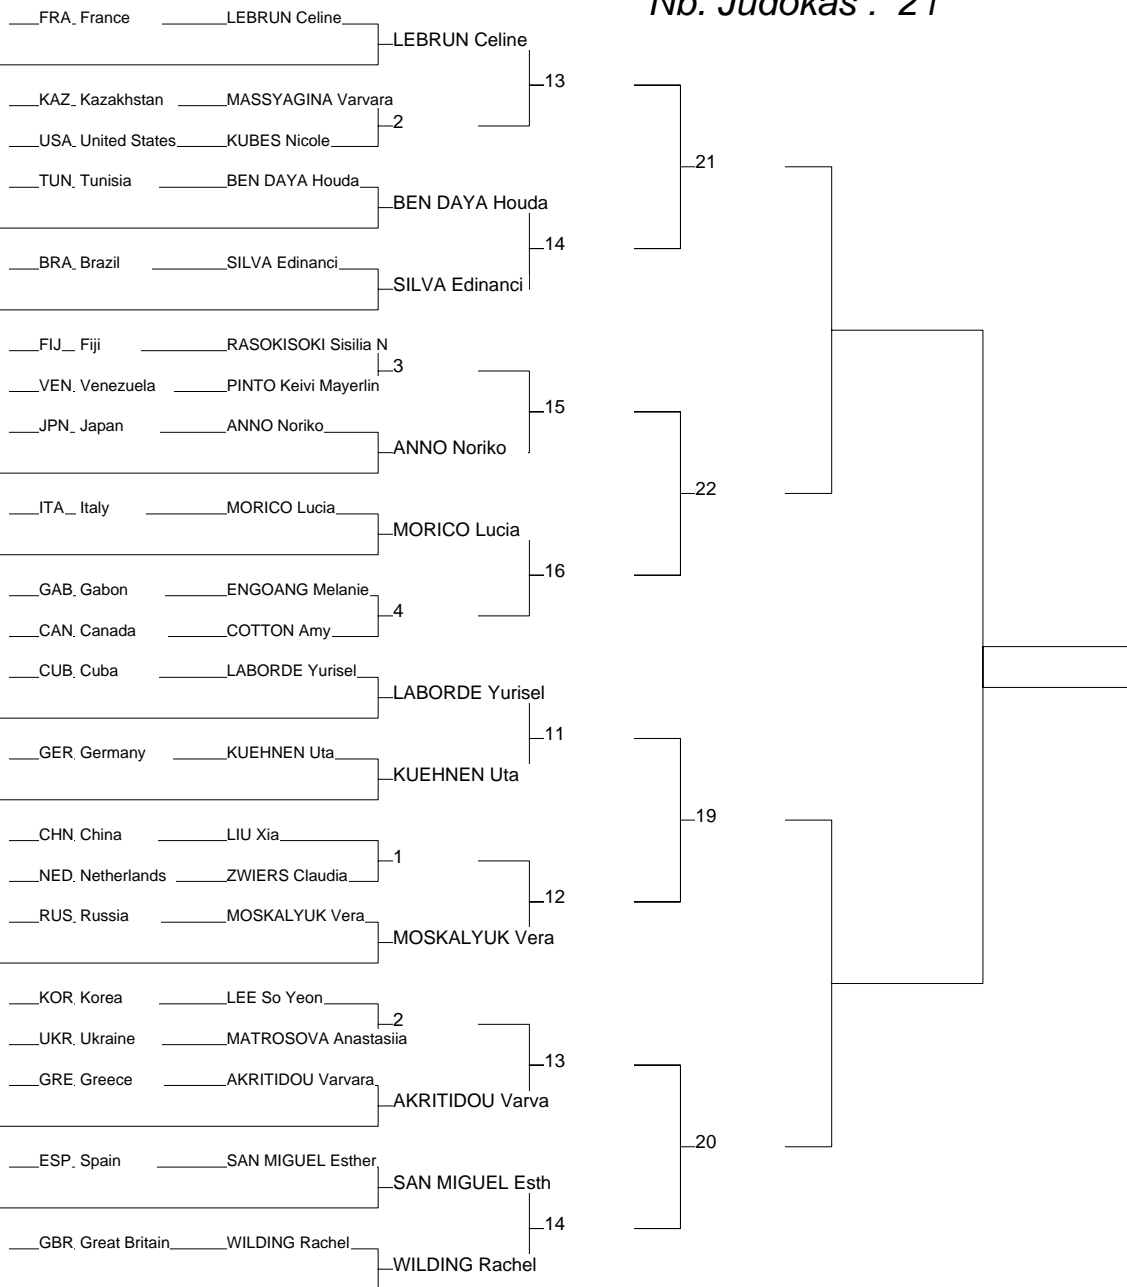 Nb. Judokas : 21
FRA France LEBRUN Celine
LEBRUN Celine
13
KAZ Kazakhstan MASSYAGINA Varvara
2
USA United States KUBES Nicole
21
TUN Tunisia BEN DAYA Houda
BEN DAYA Houda
14
BRA Brazil SILVA Edinanci
SILVA Edinanci
FIJ Fiji RASOKISOKI Sisilia N
3
VEN Venezuela PINTO Keivi Mayerlin
15
JPN Japan ANNO Noriko
ANNO Noriko
22
ITA Italy MORICO Lucia
MORICO Lucia
16
GAB Gabon ENGOANG Melanie
4
CAN Canada COTTON Amy
CUB Cuba LABORDE Yurisel
LABORDE Yurisel
11
GER Germany KUEHNEN Uta
KUEHNEN Uta
19
CHN China LIU Xia
1
NED Netherlands ZWIERS Claudia
12
RUS Russia MOSKALYUK Vera
MOSKALYUK Vera
KOR Korea LEE So Yeon
2
UKR Ukraine MATROSOVA Anastasiia
13
GRE Greece AKRITIDOU Varvara
AKRITIDOU Varva
20
ESP Spain SAN MIGUEL Esther
SAN MIGUEL Esth
14
GBR Great Britain WILDING Rachel
WILDING Rachel